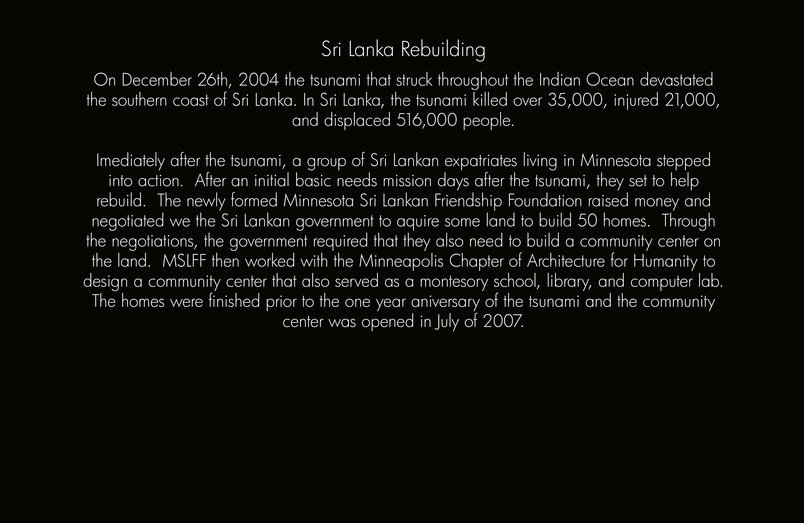 Sri Lanka Rebuilding
On December 26th, 2004 the tsunami that struck throughout the Indian Ocean devastated
the southern coast of Sri Lanka. In Sri Lanka, the tsunami killed over 35,000, injured 21,000,
and displaced 516,000 people.
Imediately after the tsunami, a group of Sri Lankan expatriates living in Minnesota stepped
into action. After an initial basic needs mission days after the tsunami, they set to help
rebuild. The newly formed Minnesota Sri Lankan Friendship Foundation raised money and
negotiated we the Sri Lankan government to aquire some land to build 50 homes. Through
the negotiations, the government required that they also need to build a community center on
the land. MSLFF then worked with the Minneapolis Chapter of Architecture for Humanity to
design a community center that also served as a montesory school, library, and computer lab.
The homes were finished prior to the one year aniversary of the tsunami and the community
center was opened in July of 2007.